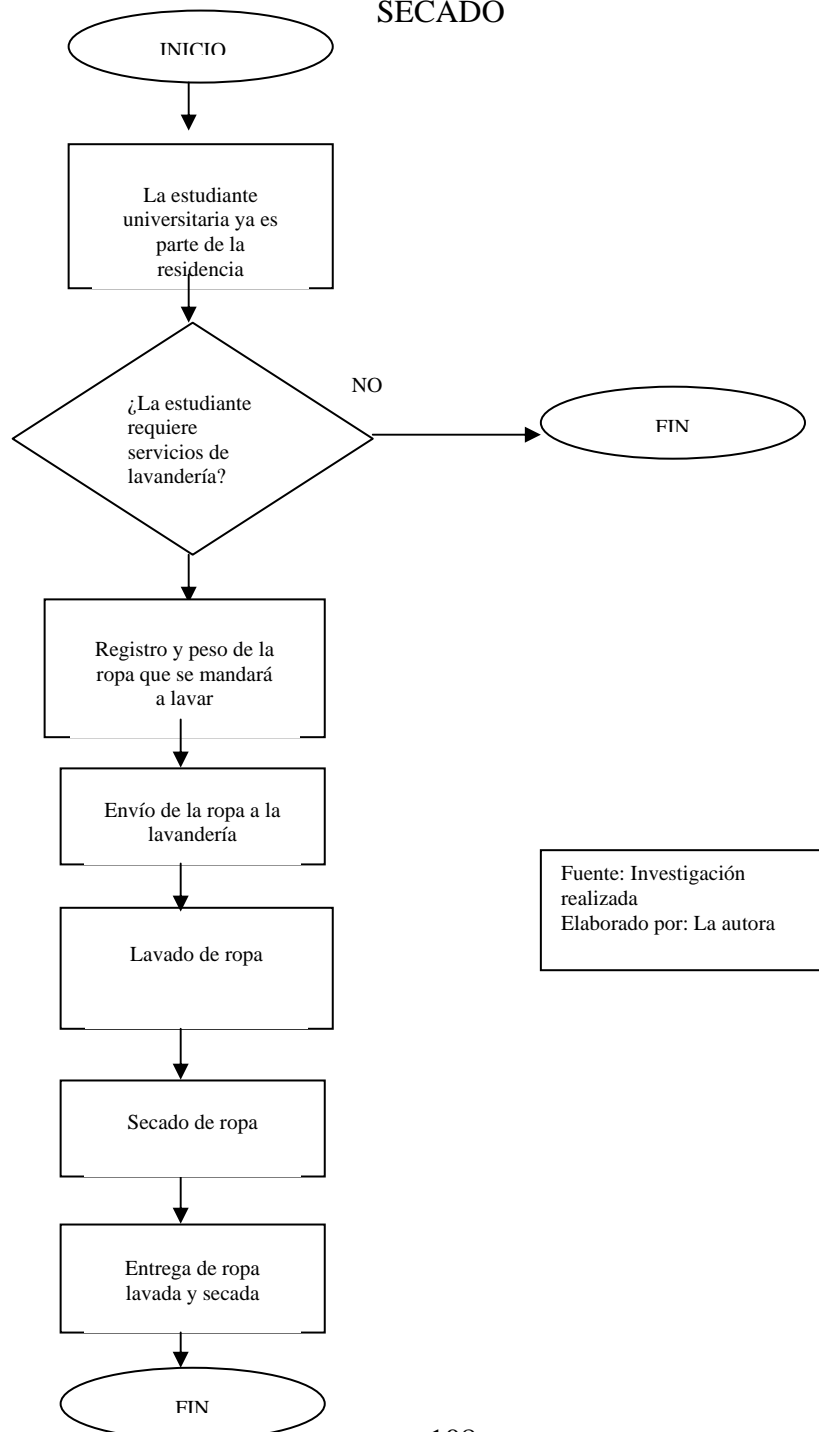 SECADO
INICIO
La estudiante
universitaria ya es
parte de la
residencia
¿La estudiante
requiere
servicios de
lavandería?
NO
FIN
Registro y peso de la
ropa que se mandará
a lavar
Envío de la ropa a la
lavandería
Fuente: Investigación
realizada
Elaborado por: La autora
Lavado de ropa
Secado de ropa
Entrega de ropa
lavada y secada
FIN